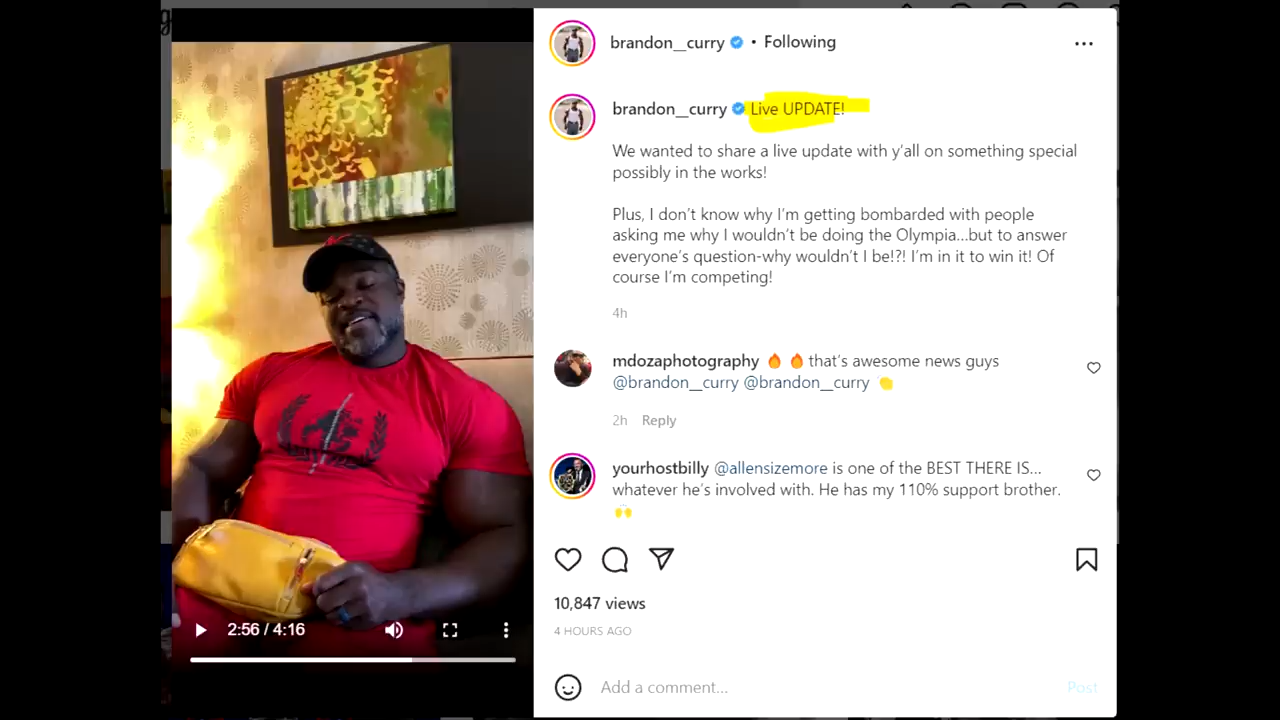 brandon__curry • Following
brandon__curry Live UPDATE!
We wanted to share a live update with y’all on something special
possibly in the works!
Plus, I don’t know why I’m getting bombarded with people
asking me why I wouldn’t be doing the Olympia...but to answer
everyone’s question-why wouldn’t I be!?! I’m in it to win it! Of
course I’m competing!
4h
mdozaphotography 🔥 🔥 that’s awesome news guys
@brandon__curry @brandon__curry 👏
2h Reply
yourhostbilly @allensizemore is one of the BEST THERE IS...
whatever he’s involved with. He has my 110% support brother.
🙌
10,847 views
4 HOURS AGO
Add a comment...
Post
2:56 / 4:16